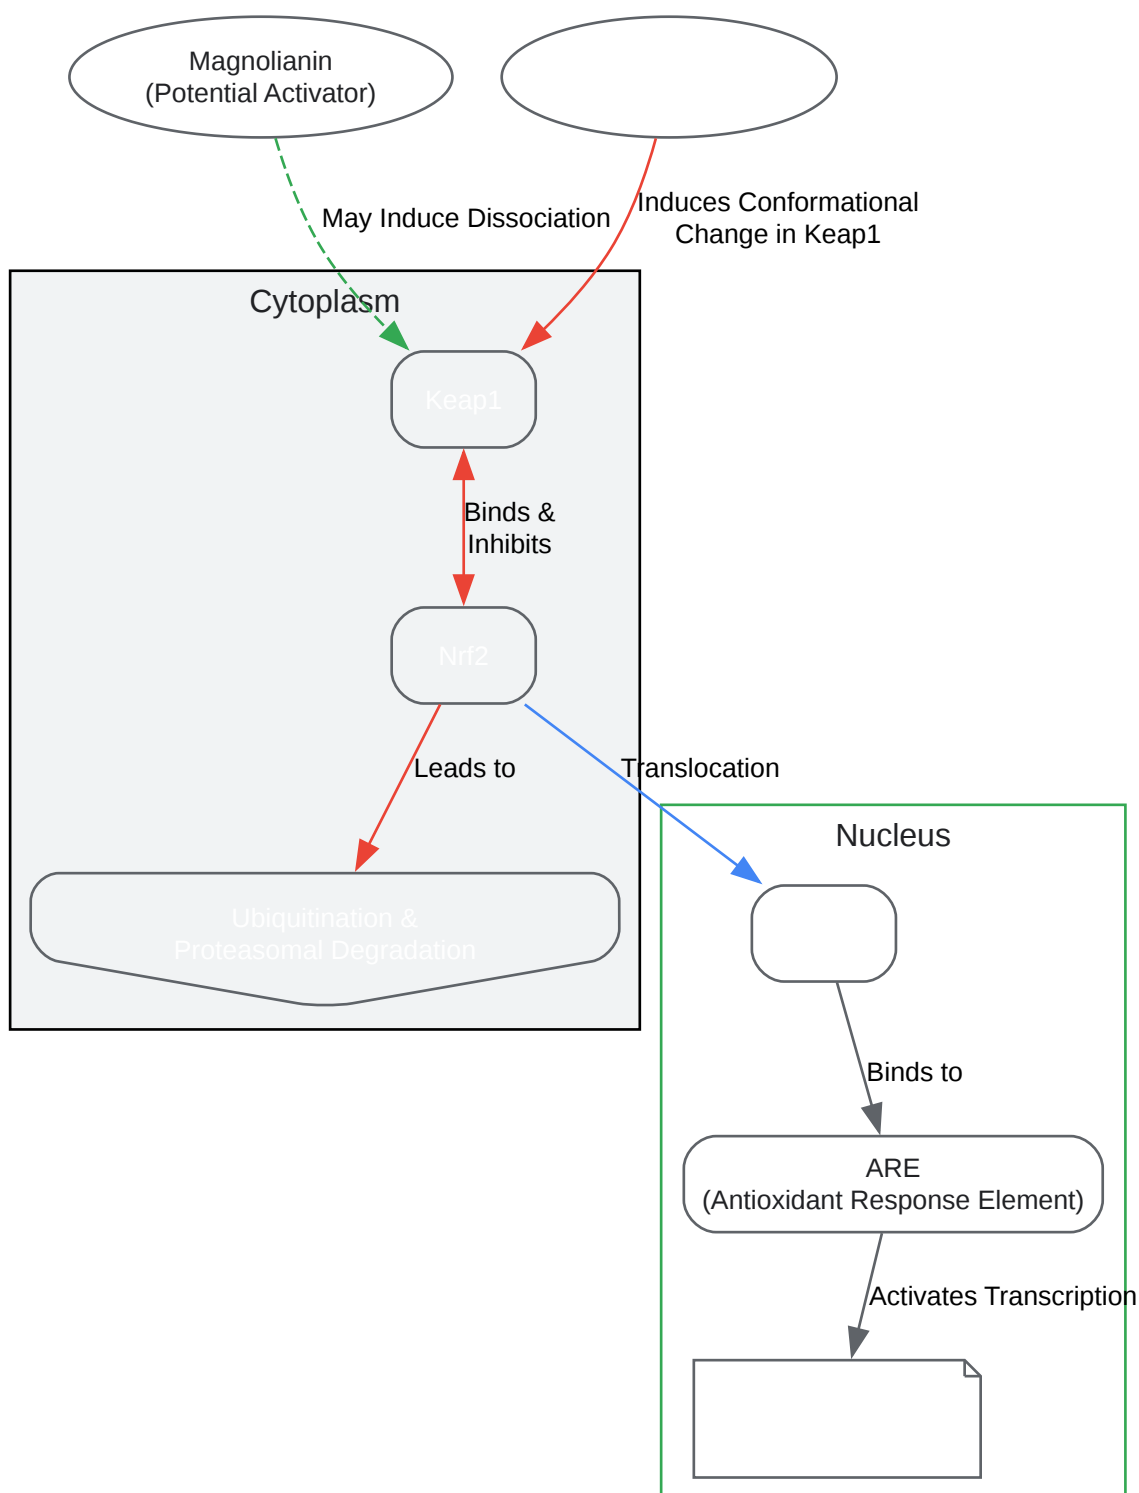 Magnolianin
(Potential Activator)
May Induce Dissociation
Induces Conformational
Change in Keap1
Cytoplasm
Keap1
Binds &
Inhibits
Nrf2
Leads to
Translocation
Nucleus
Ubiquitination &
Proteasomal Degradation
Binds to
ARE
(Antioxidant Response Element)
Activates Transcription